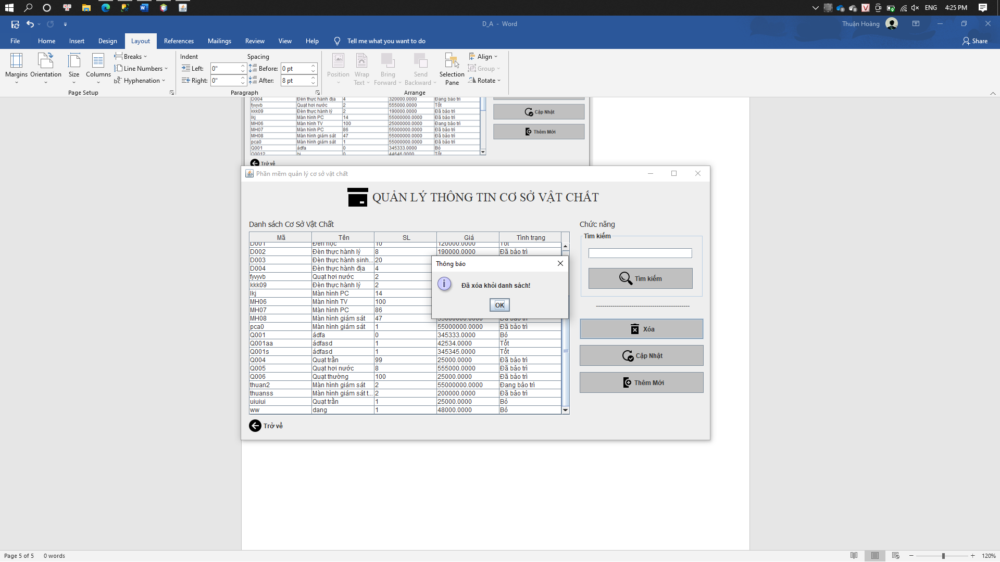 ENG 4:25 PM
D_A - Word
Thuận Hoàng
File Home Insert Design Layout References Mailings Review View Help Tell me what you want to do Share
Margins Orientation Size Columns
Breaks
Line Numbers
Hyphenation
Page Setup
Indent Spacing
Left: 0" Before: 0 pt
Right: 0" After: 8 pt
Paragraph
Position Wrap Text Bring Forward Send Backward Selection Pane
Align
Group
Rotate
Arrange
D004 Đèn thực hành địa 4 320000.0000 Đang bảo trì
fyvyvb Quạt hơi nước 2 555000.0000 Tốt
kkk09 Đèn thực hành lý 2 190000.0000 Đã bảo trì
lkj Màn hình PC 14 55000000.0000 Đã bảo trì
MH06 Màn hình TV 100 25000000.0000 Đang bảo trì
MH07 Màn hình PC 86 55000000.0000 Đã bảo trì
MH08 Màn hình giám sát 47 55000000.0000 Đã bảo trì
pca0 Màn hình giám sát 1 55000000.0000 Đã bảo trì
Q001 ádfa 0 345333.0000 Bỏ
Q0012 hi 0 44646.0000 Tốt
Cập Nhật
Thêm Mới
Trở về
Phần mềm quản lý cơ sở vật chất
QUẢN LÝ THÔNG TIN CƠ SỞ VẬT CHẤT
Danh sách Cơ Sở Vật Chất
Mã Tên SL Giá Tình trạng
D001 Đèn học 10 120000.0000 Tốt
D002 Đèn thực hành lý 8 190000.0000 Đã bảo trì
D003 Đèn thực hành sinh... 20
D004 Đèn thực hành địa 4
fyvyvb Quạt hơi nước 2
kkk09 Đèn thực hành lý 2
lkj Màn hình PC 14
MH06 Màn hình TV 100
MH07 Màn hình PC 86
MH08 Màn hình giám sát 47 55000000.0000 Đã bảo trì
pca0 Màn hình giám sát 1 55000000.0000 Đã bảo trì
Q001 ádfa 0 345333.0000 Bỏ
Q001aa ádfasd 1 42534.0000 Tốt
Q001s ádfasd 1 345345.0000 Tốt
Q004 Quạt trần 99 25000.0000 Đã bảo trì
Q005 Quạt hơi nước 8 555000.0000 Đã bảo trì
Q006 Quạt thường 100 25000.0000 Đã bảo trì
thuan2 Màn hình giám sát 2 55000000.0000 Đang bảo trì
thuanss Màn hình giám sát t... 2 200000.0000 Đã bảo trì
uiuiui Quạt trần 1 25000.0000 Bỏ
ww dang 1 48000.0000 Bỏ
Trở về
Thông báo
Đã xóa khỏi danh sách!
OK
Chức năng
Tìm kiếm
Tìm kiếm
---------------------------------------------
Xóa
Cập Nhật
Thêm Mới
Page 5 of 5 0 words
120%